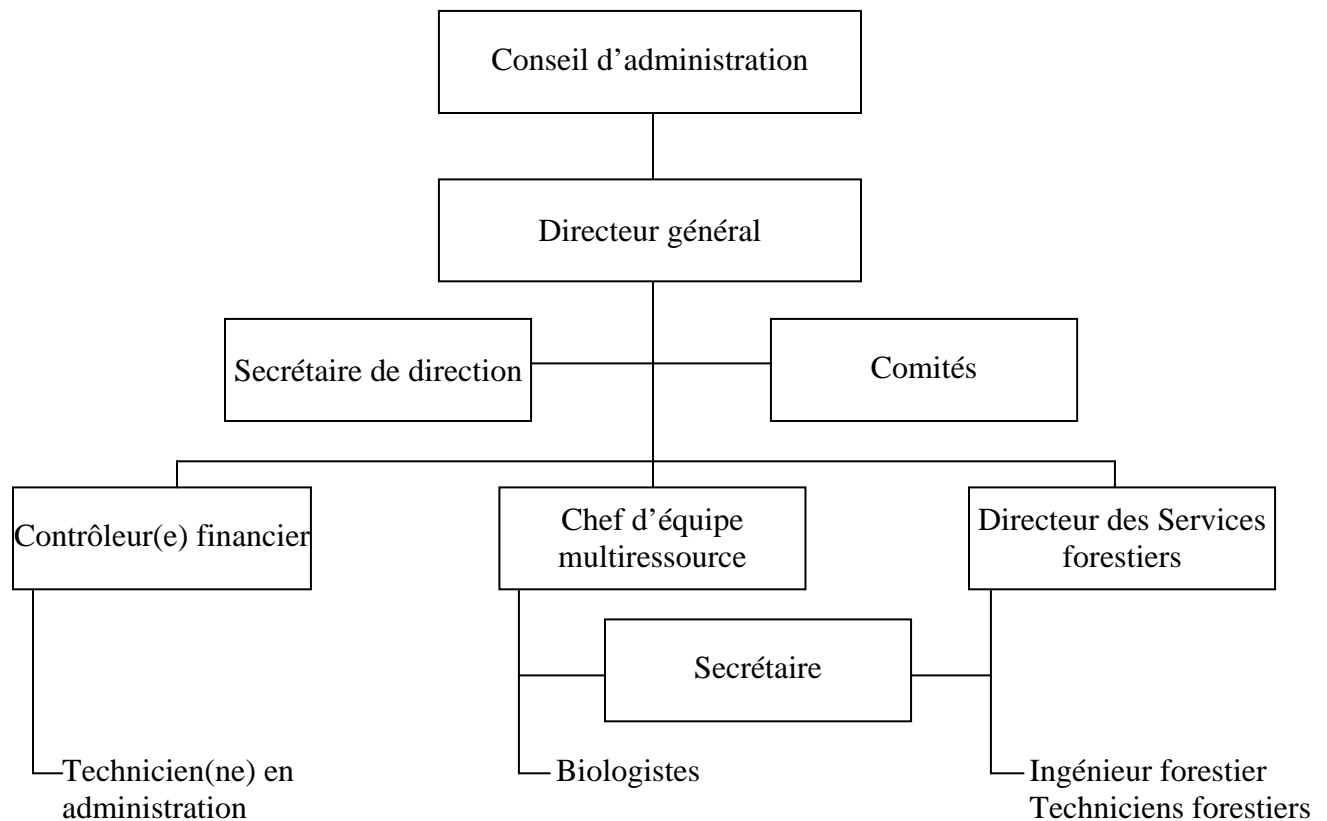 Conseil d’administration
Directeur général
Secrétaire de direction
Comités
Contrôleur(e) financier
Chef d’équipe
multiressource
Directeur des Services
forestiers
Secrétaire
Technicien(ne) en
administration
Biologistes
Ingénieur forestier
Techniciens forestiers